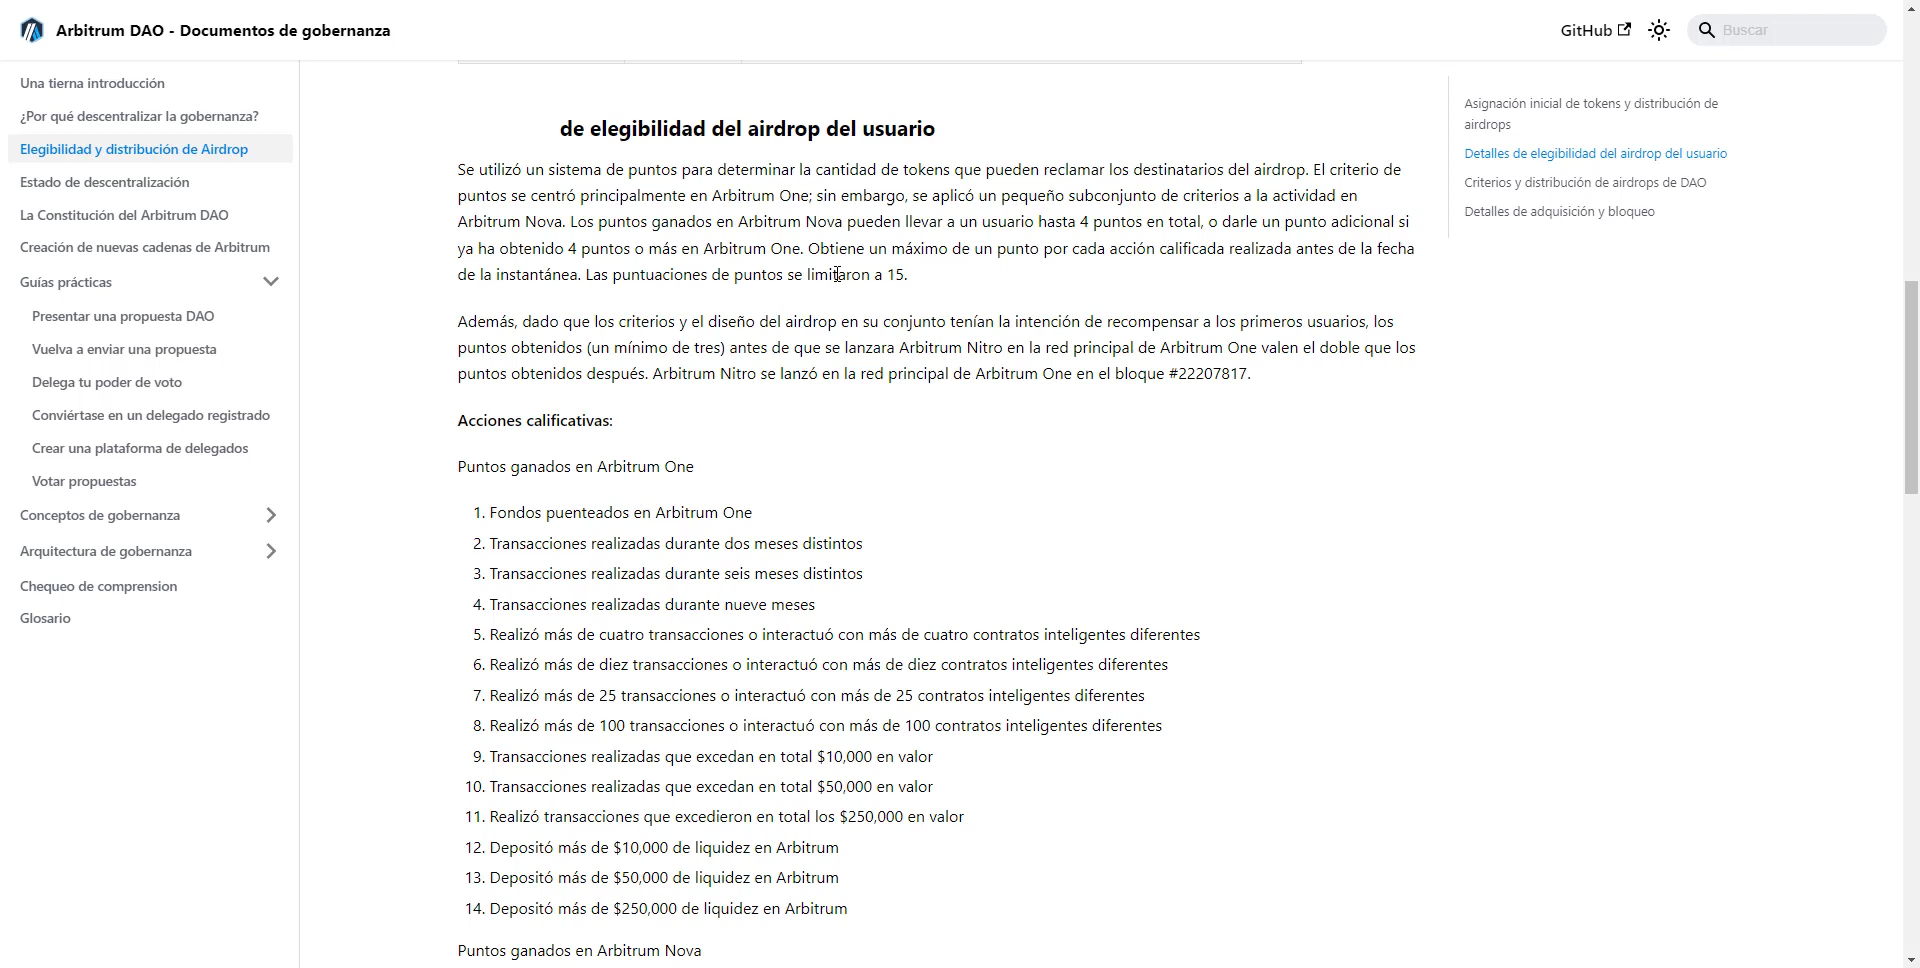 Arbitrum DAO - Documentos de gobernanza
GitHub
Buscar
Una tierna introducción
¿Por qué descentralizar la gobernanza?
Elegibilidad y distribución de Airdrop
Estado de descentralización
La Constitución del Arbitrum DAO
Creación de nuevas cadenas de Arbitrum
Guías prácticas
Presentar una propuesta DAO
Vuelva a enviar una propuesta
Delega tu poder de voto
Conviértase en un delegado registrado
Crear una plataforma de delegados
Votar propuestas
Conceptos de gobernanza
Arquitectura de gobernanza
Chequeo de comprension
Glosario
de elegibilidad del airdrop del usuario
Se utilizó un sistema de puntos para determinar la cantidad de tokens que pueden reclamar los destinatarios del airdrop. El criterio de
puntos se centró principalmente en Arbitrum One; sin embargo, se aplicó un pequeño subconjunto de criterios a la actividad en
Arbitrum Nova. Los puntos ganados en Arbitrum Nova pueden llevar a un usuario hasta 4 puntos en total, o darle un punto adicional si
ya ha obtenido 4 puntos o más en Arbitrum One. Obtiene un máximo de un punto por cada acción calificada realizada antes de la fecha
de la instantánea. Las puntuaciones de puntos se limitaron a 15.
Además, dado que los criterios y el diseño del airdrop en su conjunto tenían la intención de recompensar a los primeros usuarios, los
puntos obtenidos (un mínimo de tres) antes de que se lanzara Arbitrum Nitro en la red principal de Arbitrum One valen el doble que los
puntos obtenidos después. Arbitrum Nitro se lanzó en la red principal de Arbitrum One en el bloque #22207817.
Acciones calificativas:
Puntos ganados en Arbitrum One
1. Fondos puenteados en Arbitrum One
2. Transacciones realizadas durante dos meses distintos
3. Transacciones realizadas durante seis meses distintos
4. Transacciones realizadas durante nueve meses
5. Realizó más de cuatro transacciones o interactuó con más de cuatro contratos inteligentes diferentes
6. Realizó más de diez transacciones o interactuó con más de diez contratos inteligentes diferentes
7. Realizó más de 25 transacciones o interactuó con más de 25 contratos inteligentes diferentes
8. Realizó más de 100 transacciones o interactuó con más de 100 contratos inteligentes diferentes
9. Transacciones realizadas que excedan en total $10,000 en valor
10. Transacciones realizadas que excedan en total $50,000 en valor
11. Realizó transacciones que excedieron en total los $250,000 en valor
12. Depositó más de $10,000 de liquidez en Arbitrum
13. Depositó más de $50,000 de liquidez en Arbitrum
14. Depositó más de $250,000 de liquidez en Arbitrum
Puntos ganados en Arbitrum Nova
Asignación inicial de tokens y distribución de
airdrops
Detalles de elegibilidad del airdrop del usuario
Criterios y distribución de airdrops de DAO
Detalles de adquisición y bloqueo